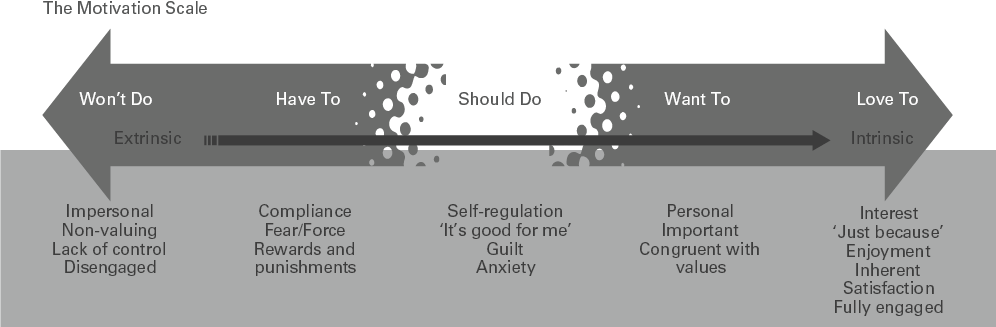 The Motivation Scale
Won't Do
Have To
Should Do
Want To
Love To
Extrinsic
Intrinsic
Impersonal
Non-valuing
Lack of control
Disengaged
Compliance
Fear/Force
Rewards and
punishments
Self-regulation
‘It's good for me’
Guilt
Anxiety
Personal
Important
Congruent with
values
Interest
‘Just because’
Enjoyment
Inherent
Satisfaction
Fully engaged